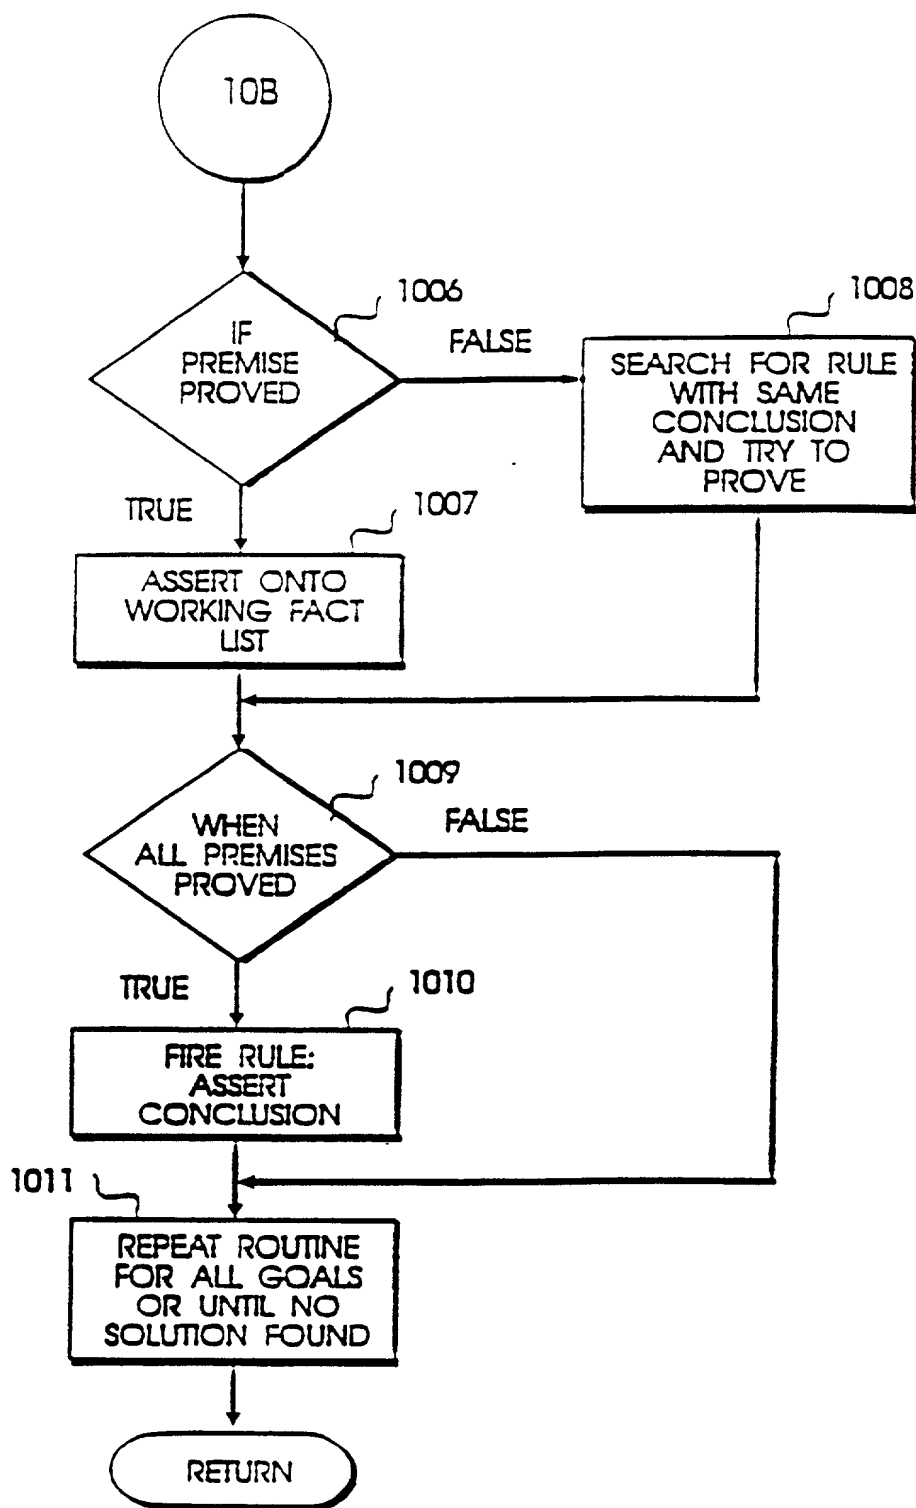 10B
1006
IF
PREMISE
PROVED
FALSE
1008
SEARCH FOR RULE
WITH SAME
CONCLUSION
AND TRY TO
PROVE
TRUE
1007
ASSERT ONTO
WORKING FACT
LIST
1009
WHEN
ALL PREMISES
PROVED
FALSE
TRUE
1010
FIRE RULE:
ASSERT
CONCLUSION
1011
REPEAT ROUTINE
FOR ALL GOALS
OR UNTIL NO
SOLUTION FOUND
RETURN